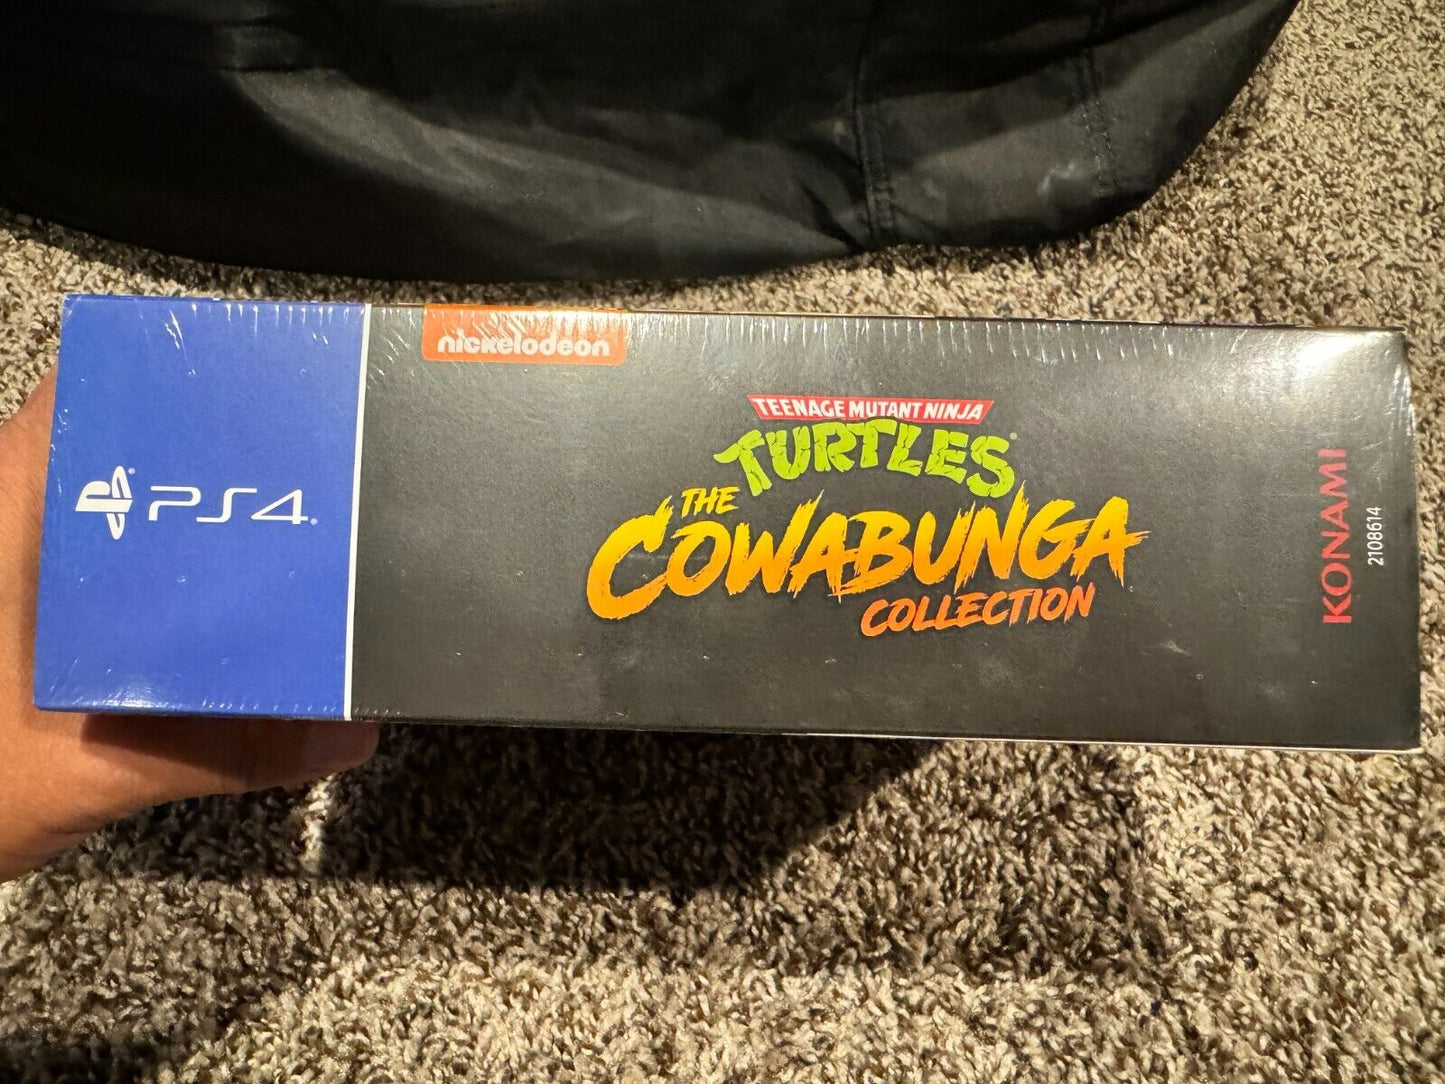 PS4
nickelodeon
TEENAGE MUTANT NINJA
TURTLES
THE
COWABUNGA
COLLECTION
KONAMI
2108614